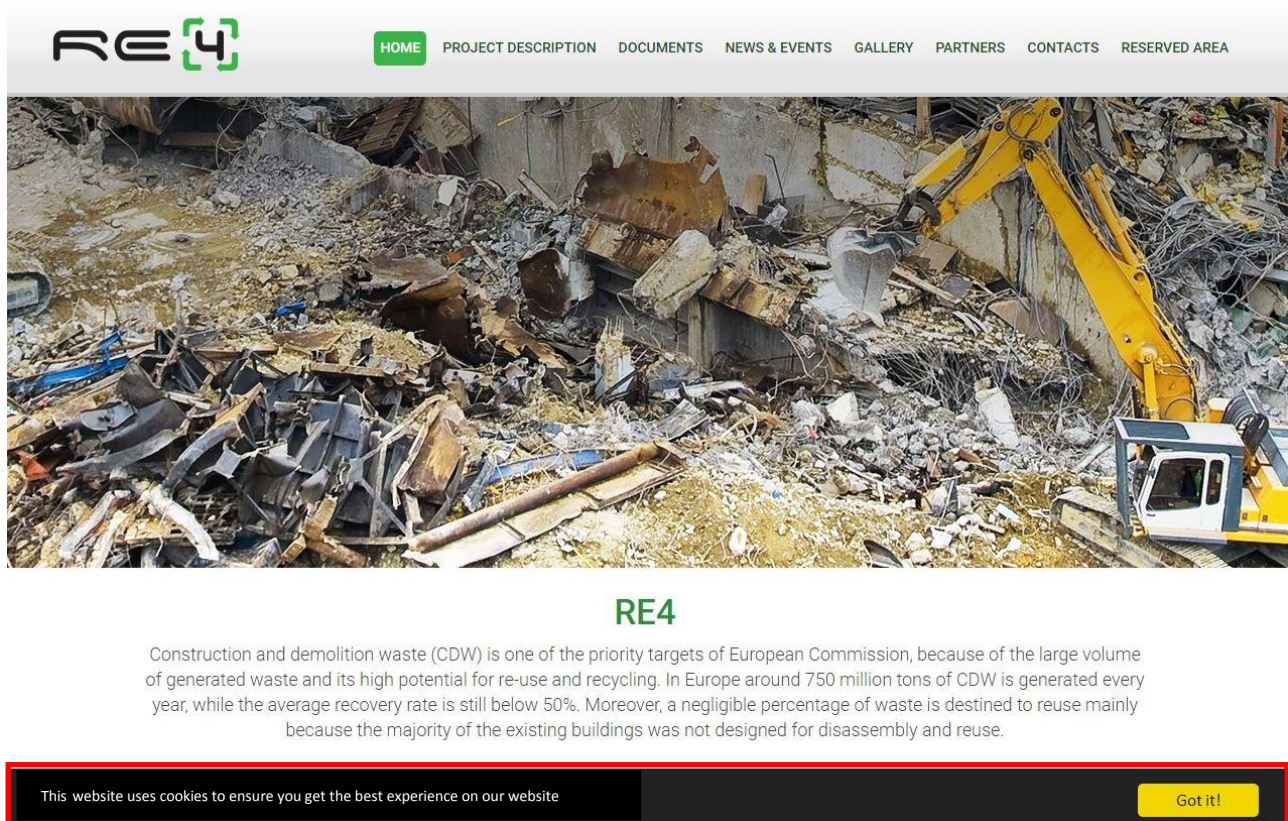 RE4
HOME PROJECT DESCRIPTION DOCUMENTS NEWS & EVENTS GALLERY PARTNERS CONTACTS RESERVED AREA
RE4
Construction and demolition waste (CDW) is one of the priority targets of European Commission, because of the large volume
of generated waste and its high potential for re-use and recycling. In Europe around 750 million tons of CDW is generated every
year, while the average recovery rate is still below 50%. Moreover, a negligible percentage of waste is destined to reuse mainly
because the majority of the existing buildings was not designed for disassembly and reuse.
This website uses cookies to ensure you get the best experience on our website
Got it!